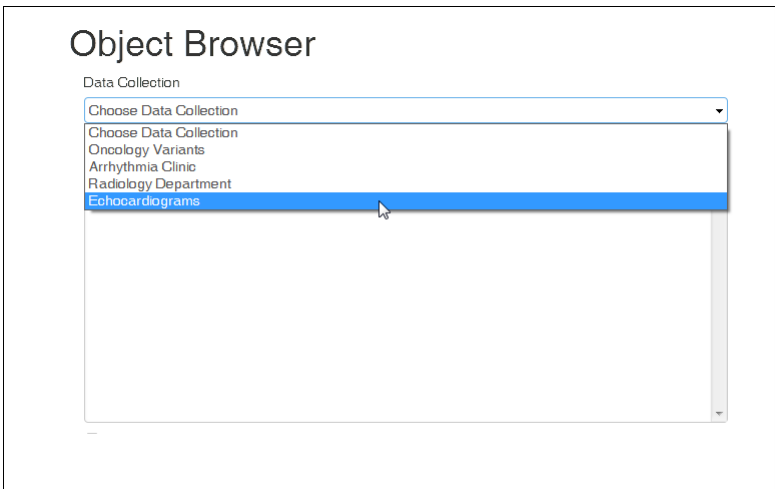 Object Browser
Data Collection
Choose Data Collection
Choose Data Collection
Oncology Variants
Arrhythmia Clinic
Radiology Department
Echocardiograms